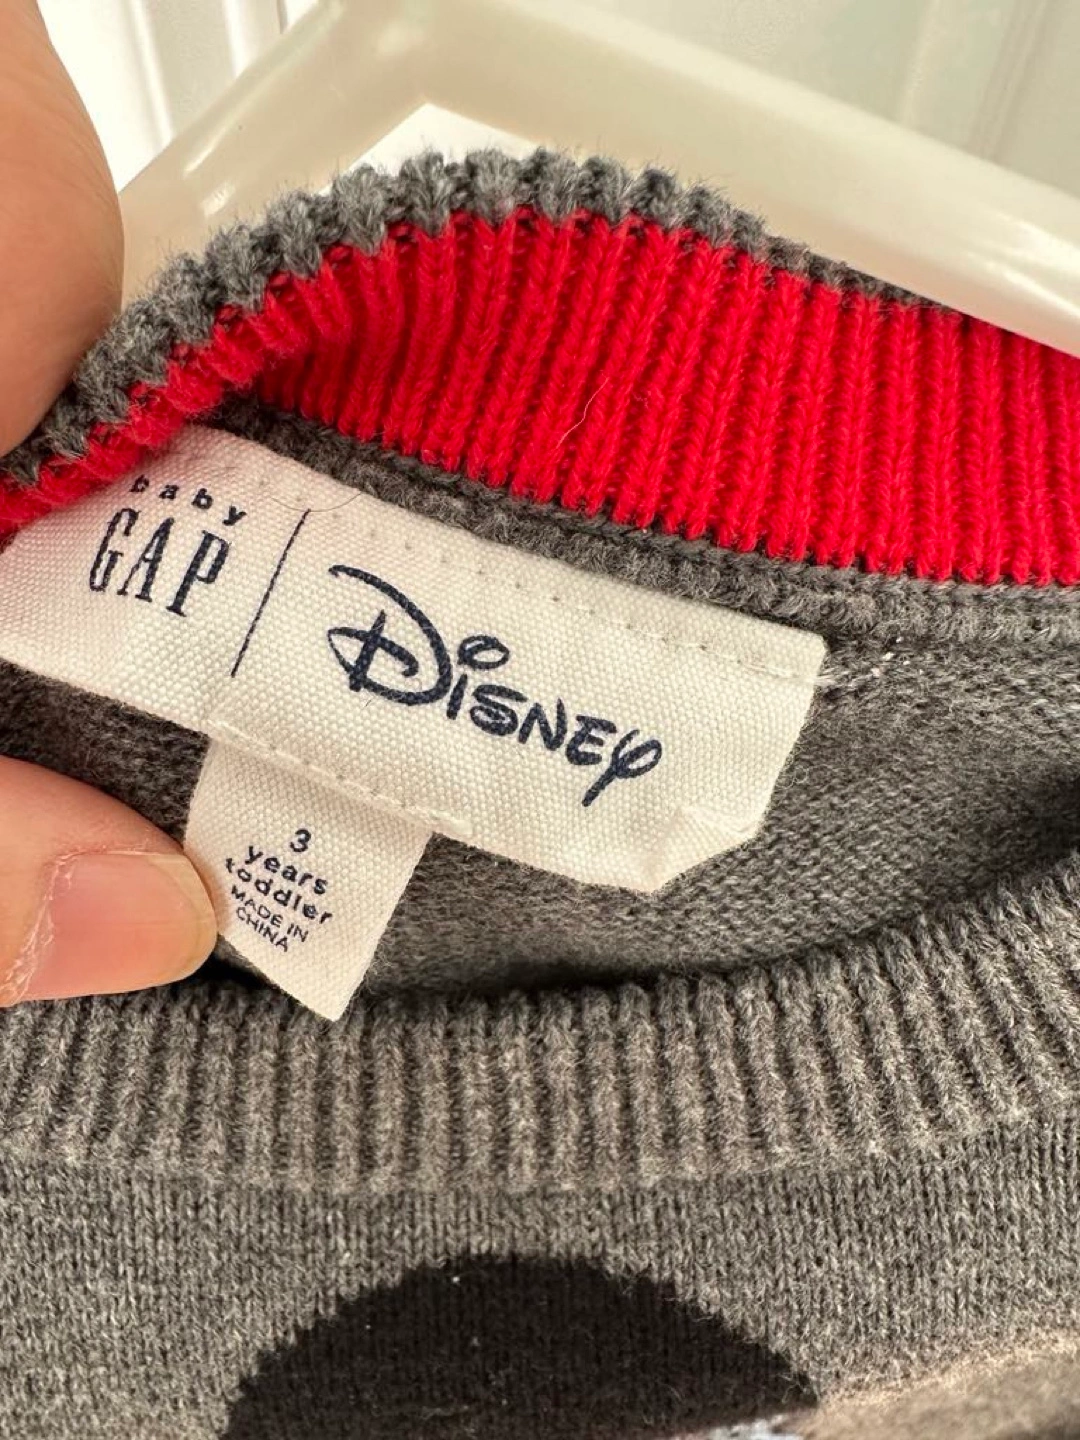 baby
GAP
Disney
3
years
toddler
MADE IN
CHINA